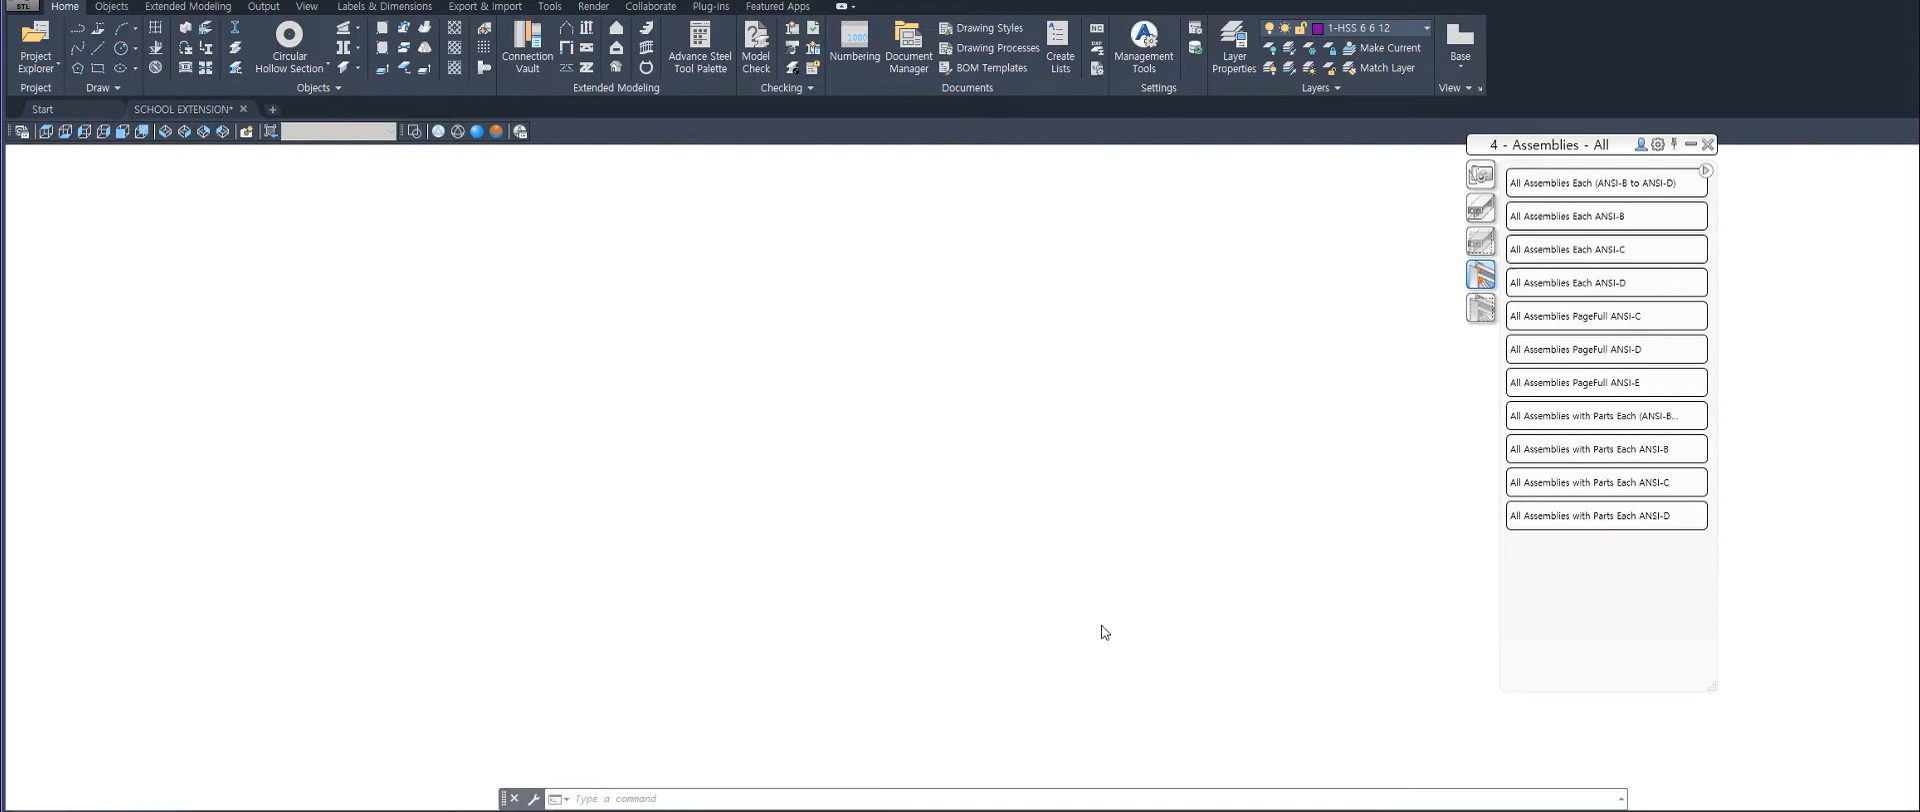 STL
Home Objects Extended Modeling Output View Labels & Dimensions Export & Import Tools Render Collaborate Plug-ins Featured Apps
Project Explorer
Project
Draw
Circular Hollow Section
Objects
Connection Vault
Extended Modeling
Advance Steel Tool Palette
Model Check
Checking
1000
Numbering
Document Manager
Drawing Styles
Drawing Processes
BOM Templates
Create Lists
Documents
Management Tools
Settings
Layer Properties
1-HSS 6 6 12
Make Current
Match Layer
Layers
Base
View
Start
SCHOOL EXTENSION*
4 - Assemblies - All
All Assemblies Each (ANSI-B to ANSI-D)
All Assemblies Each ANSI-B
All Assemblies Each ANSI-C
All Assemblies Each ANSI-D
All Assemblies PageFull ANSI-C
All Assemblies PageFull ANSI-D
All Assemblies PageFull ANSI-E
All Assemblies with Parts Each (ANSI-B...
All Assemblies with Parts Each ANSI-B
All Assemblies with Parts Each ANSI-C
All Assemblies with Parts Each ANSI-D
Type a command